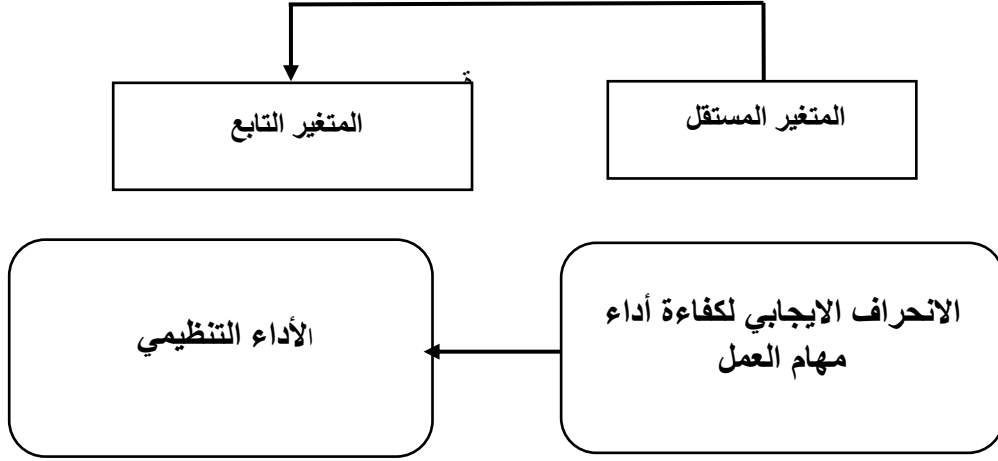 ة
المتغير المستقل
المتغير التابع
الانحراف الايجابي لكفاءة أداء
مهام العمل
الأداء التنظيمي